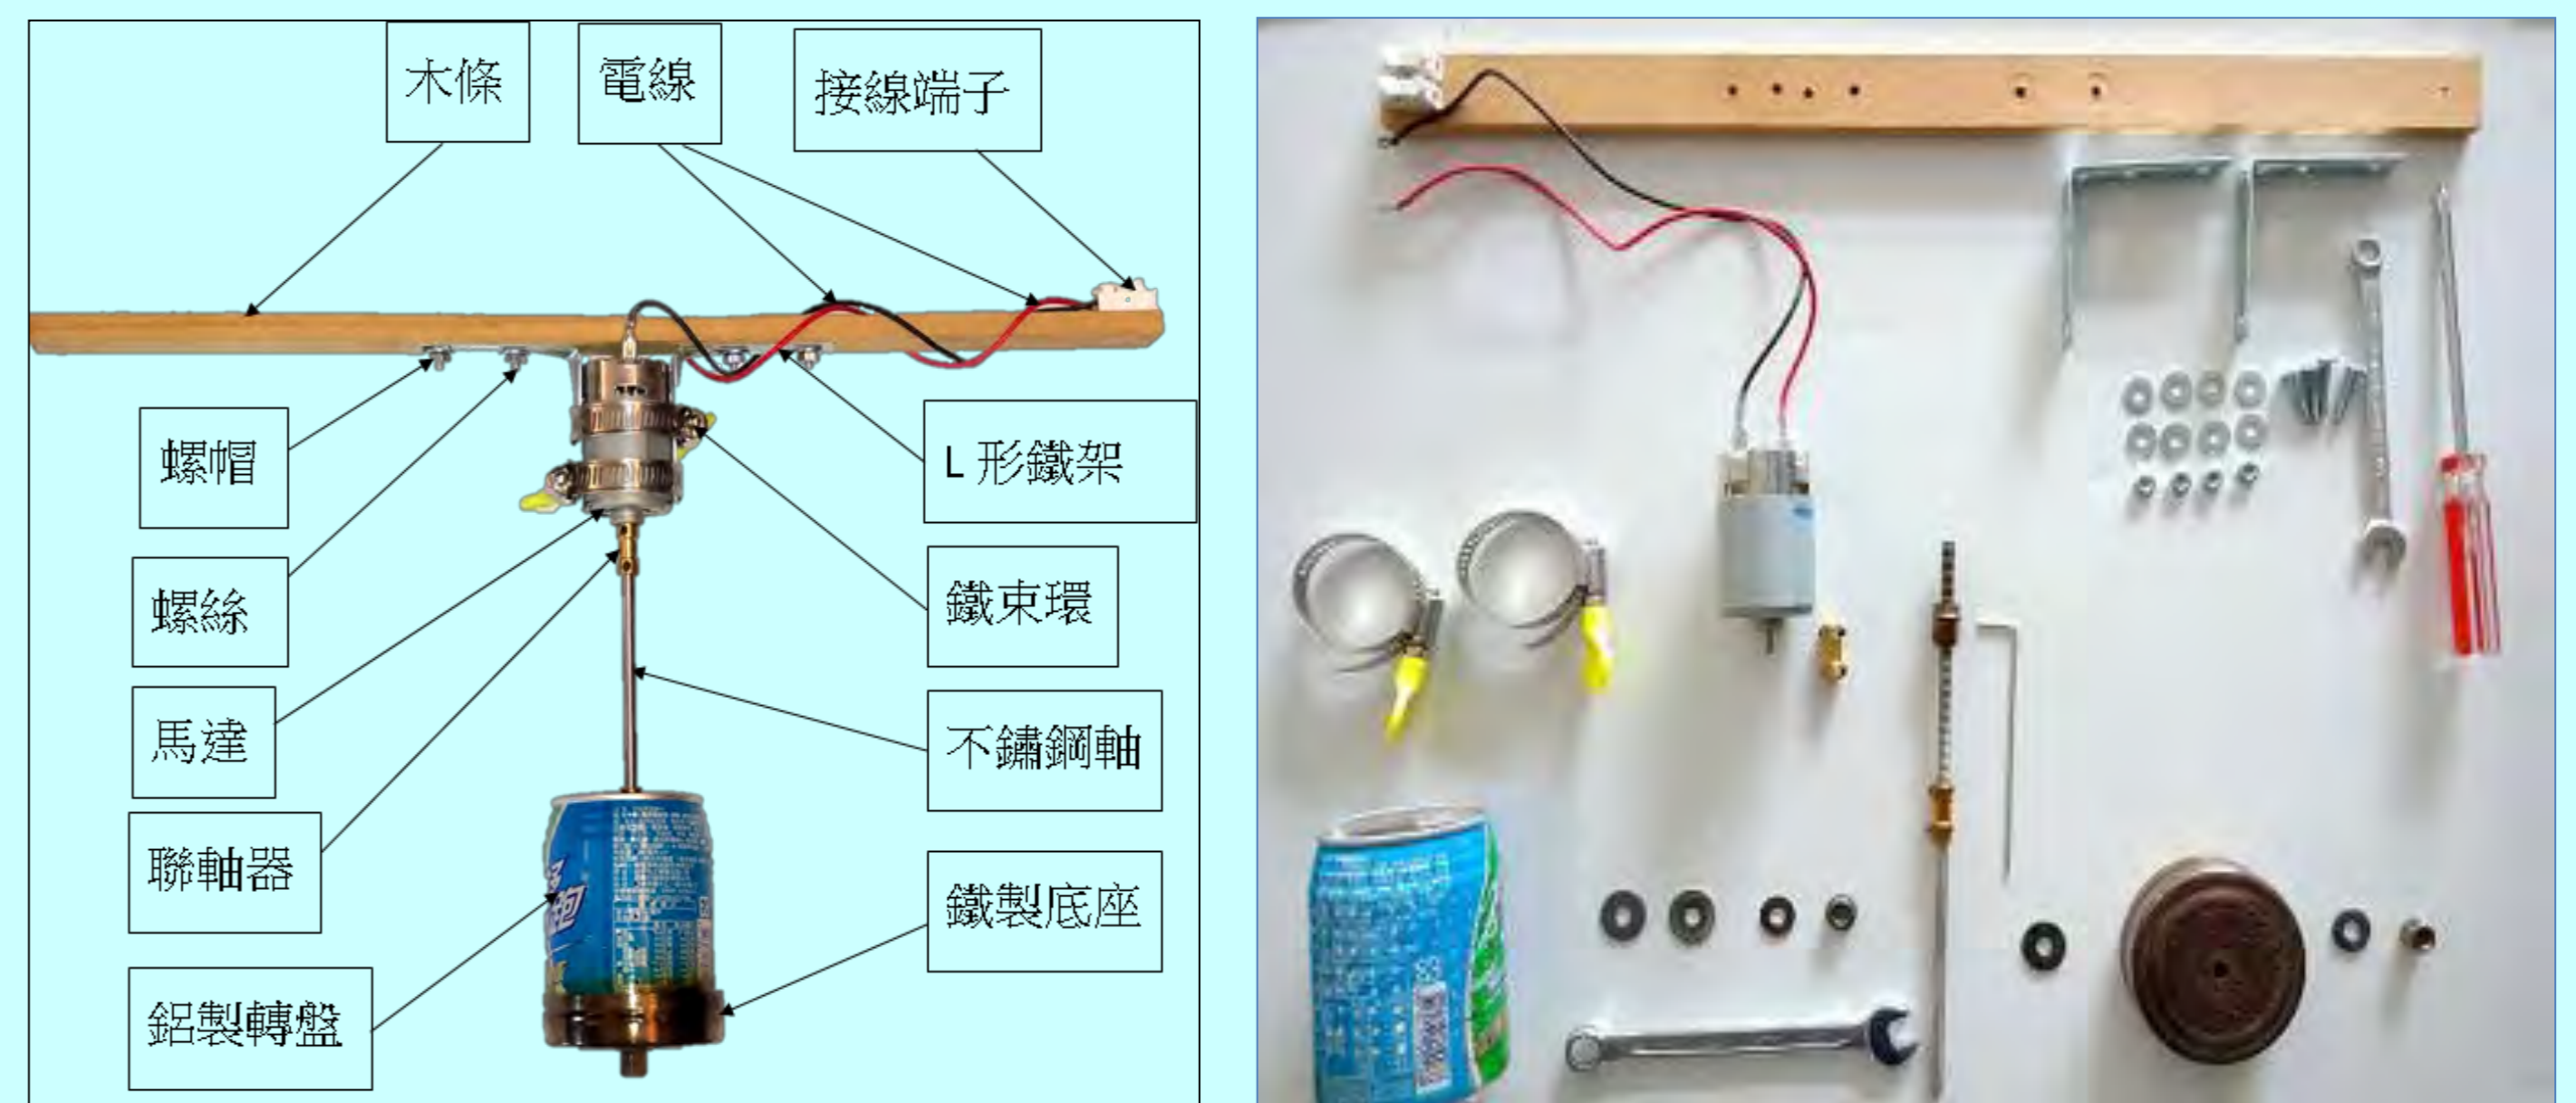 木條
電線
接線端子
螺帽
L 形鐵架
螺絲
鐵束環
馬達
不鏽鋼軸
聯軸器
鐵製底座
鋁製轉盤